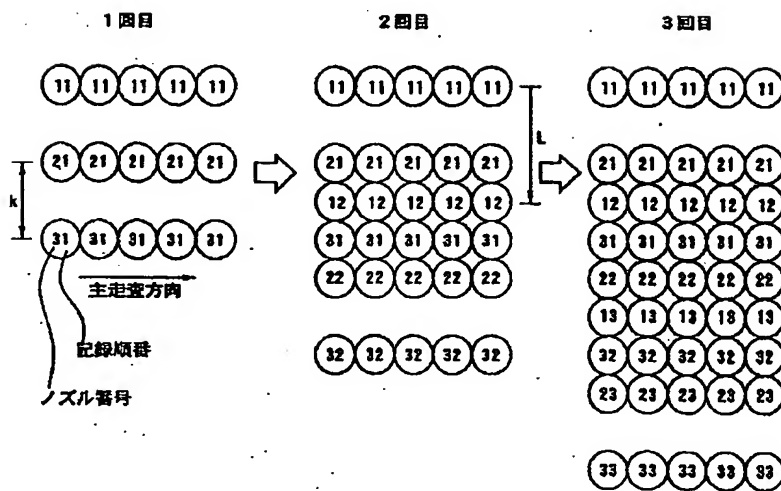 1回目 2回目 3回目
11 11 11 11 11 11 11 11 11 11 11 11 11 11 11
21 21 21 21 21 21 21 21 21 21 21 21 21 21 21
12 12 12 12 12 12 12 12 12 12
31 31 31 31 31 31 31 31 31 31 31 31 31 31 31
22 22 22 22 22 22 22 22 22 22
13 13 13 13 13
32 32 32 32 32 32 32 32 32 32
23 23 23 23 23
33 33 33 33 33
k
L
主走査方向
記録順番
ノズル番号